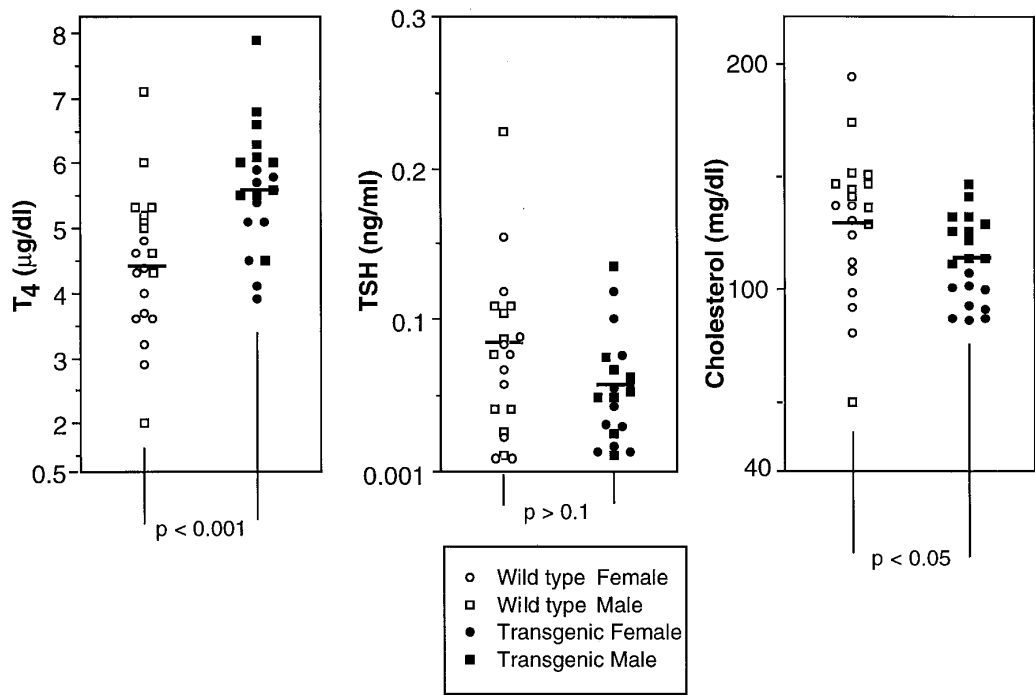 T4 (μg/dl)
8
7
6
5
4
3
2
0.5
p < 0.001
TSH (ng/ml)
0.3
0.2
0.1
0.001
p > 0.1
Cholesterol (mg/dl)
200
100
40
p < 0.05
Wild type Female
Wild type Male
Transgenic Female
Transgenic Male